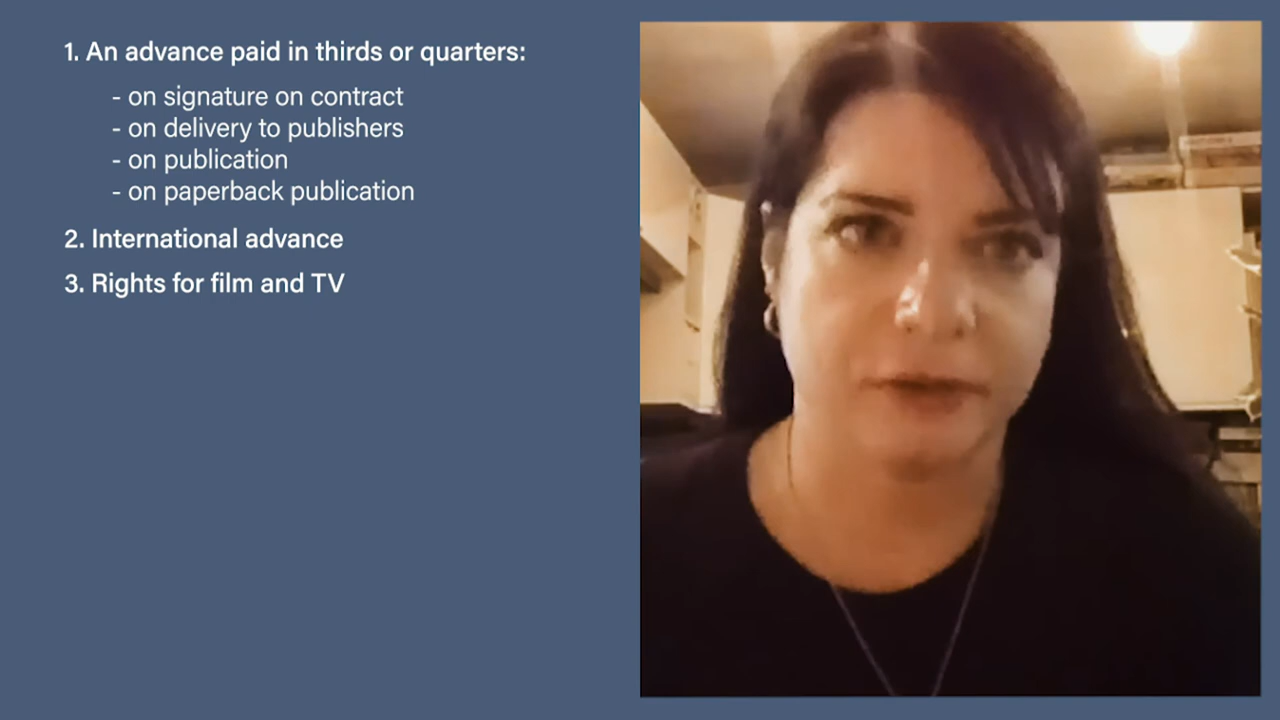 1. An advance paid in thirds or quarters:
- on signature on contract
- on delivery to publishers
- on publication
- on paperback publication
2. International advance
3. Rights for film and TV